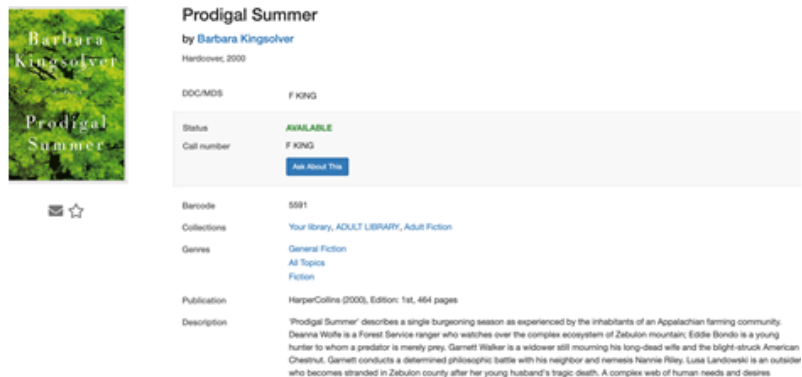 Prodigal Summer
by Barbara Kingsolver
Hardcover, 2000
Barbara
Kingsolver
Prodigal
Summer
DDC/MDS F KING
Status AVAILABLE
Call number F KING
Ask About This
Barcode 5591
Collections Your library, ADULT LIBRARY, Adult Fiction
Genres General Fiction
All Topics
Fiction
Publication HarperCollins (2000), Edition: 1st, 464 pages
Description 'Prodigal Summer' describes a single burgeoning season as experienced by the inhabitants of an Appalachian farming community.
Deanna Wolfe is a Forest Service ranger who watches over the complex ecosystem of Zebulon mountain; Eddie Bondo is a young
hunter to whom a predator is merely prey. Garnett Walker is a widower still mourning his long-dead wife and the blight-struck American
Chestnut. Garnett conducts a determined philosophic battle with his neighbor and nemesis Nannie Riley. Lusa Landowski is an outsider
who becomes stranded in Zebulon county after her young husband's tragic death. A complex web of human needs and desires